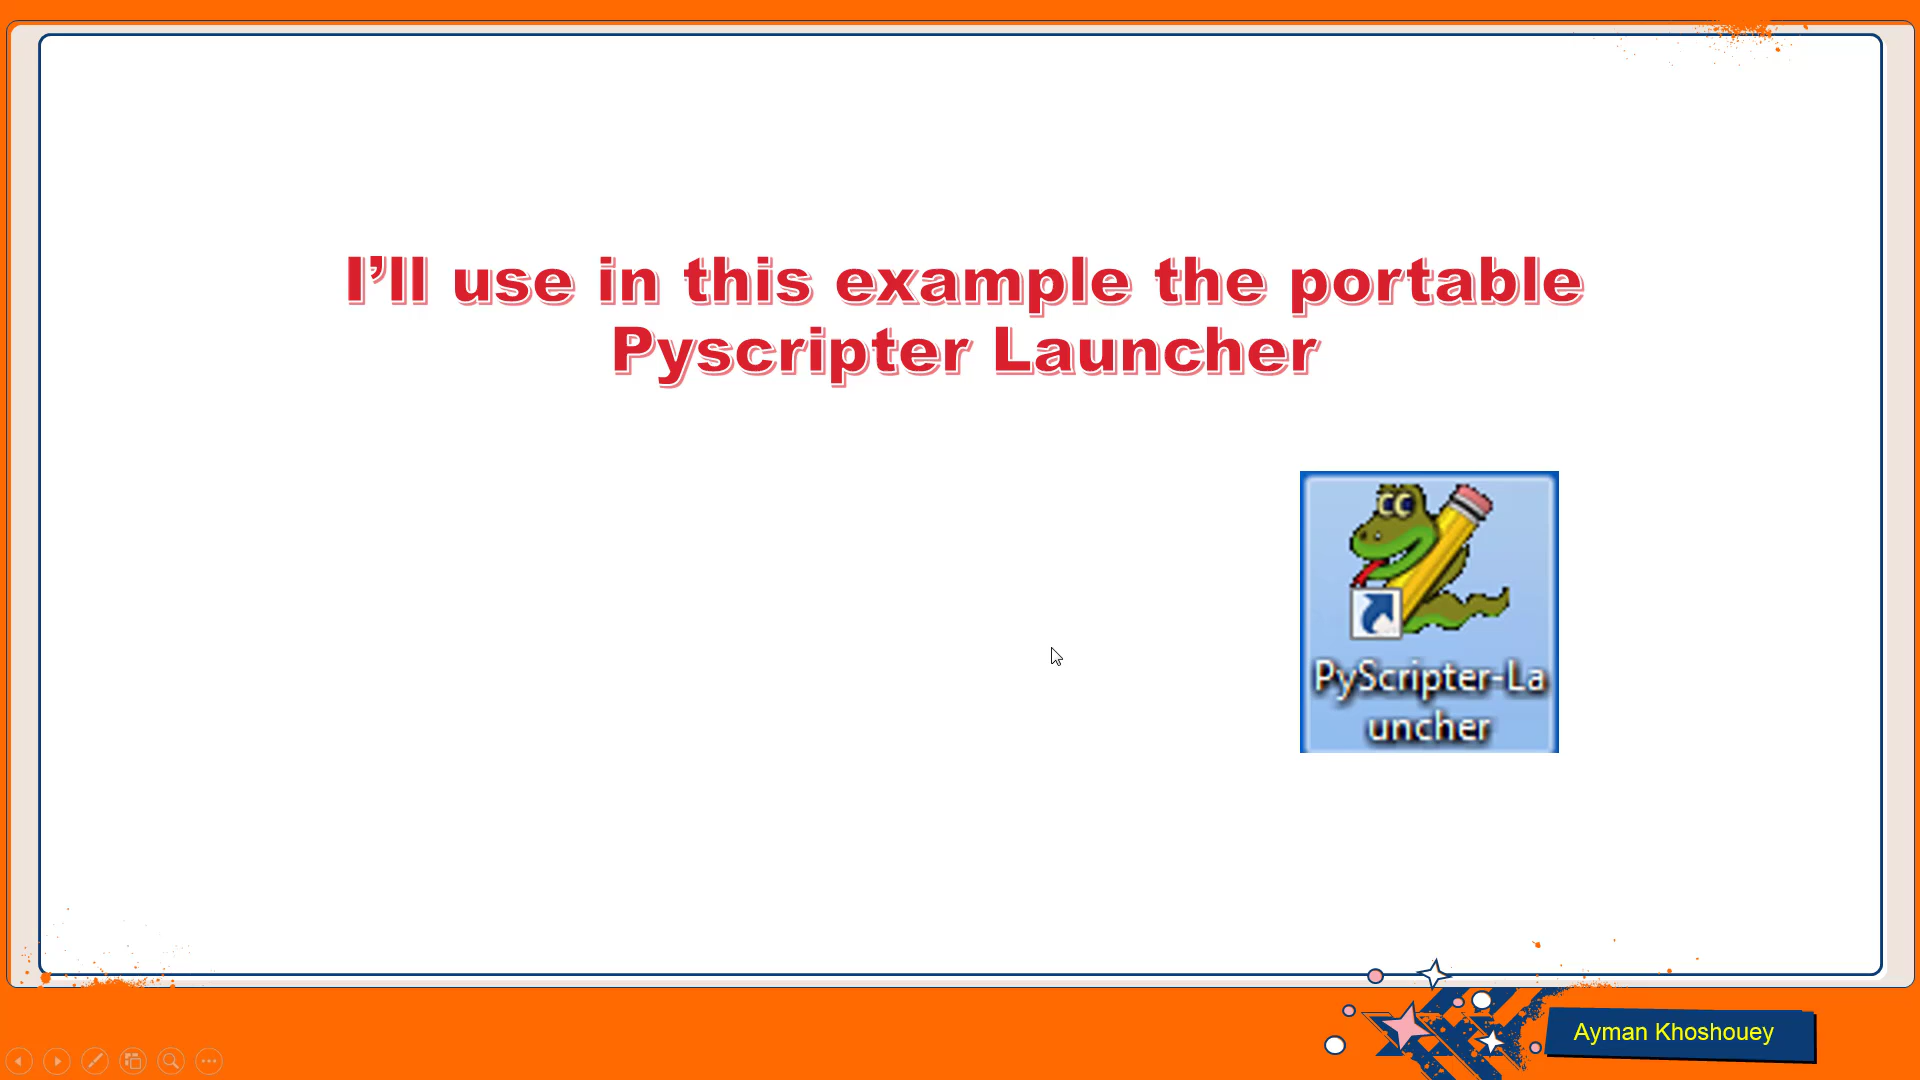 I’ll use in this example the portable
Pyscripter Launcher
PyScripter-La
uncher
Ayman Khoshouey